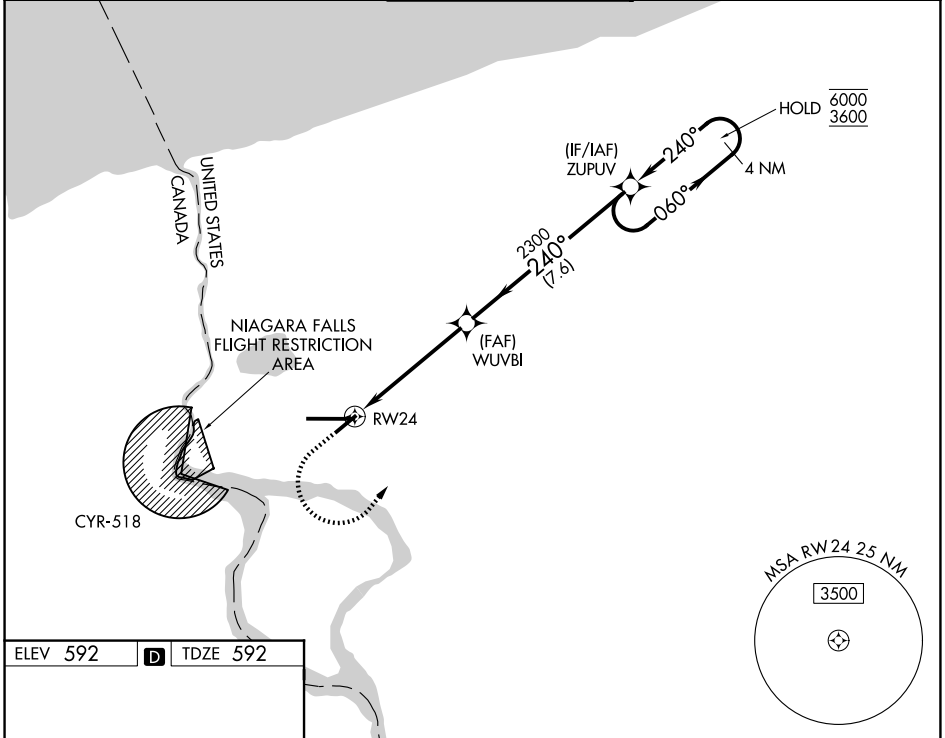 HOLD 6000
3600
4 NM
240°
060°
(IF/IAF)
ZUPUV
2300
240°
(7.6)
UNITED STATES
CANADA
NIAGARA FALLS
FLIGHT RESTRICTION
AREA
(FAF)
WUVBI
RW24
CYR-518
MSA RW24 25 NM
3500
ELEV 592 D TDZE 592